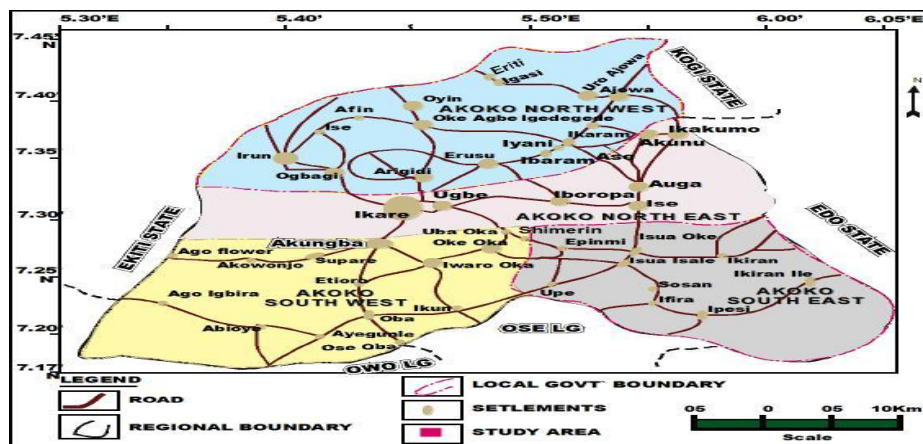 5.30E 5.40 5.50E 6.00 6.05E
7.45
N
KOGI STATE
Eriti
Igasi
Uro Ajowa
Ajowa
N
7.40
Oyin
AKOKO NORTH WEST
Afin
Oke Agbe Igedegede
Ise
Ikaram
Ikakumo
Iyani
Akunu
7.35
Irun
Erusu
Ibaram
Aso
Ogbagi
Arigidi
Auga
Ugbe
Iboropa
Ise
7.30
Ikare
AKOKO NORTH EAST
EKITI STATE
EDO STATE
Uba Oka
Shimerin
Akungba
Oke Oka
Epinmi
Isua Oke
Ago flower
7.25
Akowonjo
Supare
Iwaro Oka
Isua Isale
Ikiran
Etioro
Ikiran Ile
Ago Igbira
AKOKO
SOUTH WEST
Upe
Sosan
AKOKO
SOUTH EAST
Ikun
Ifira
Oba
Ipesi
7.20
Abloye
Ayegunle
OSE LG
Ose Oba
7.17
N
OWO LG
LEGEND
ROAD
REGIONAL BOUNDARY
LOCAL GOVT BOUNDARY
SETLEMENTS
STUDY AREA
05 0 05 10Km
Scale